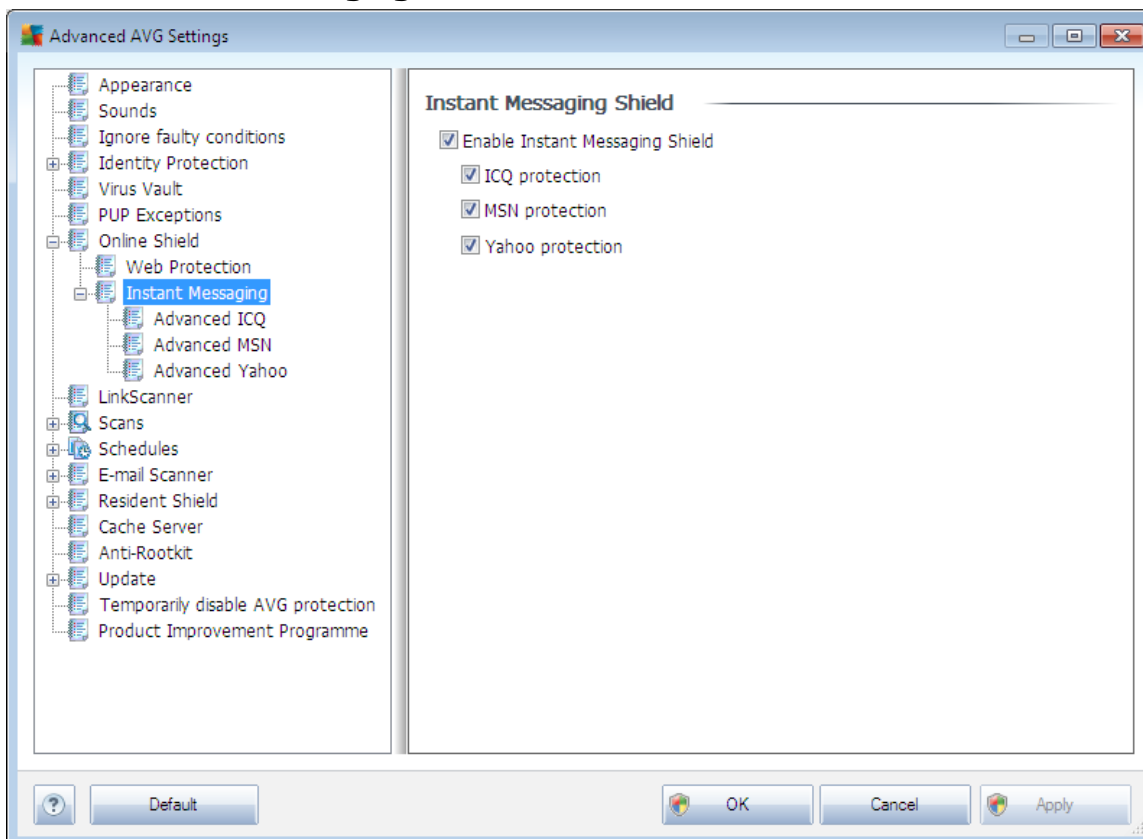 Advanced AVG Settings
Appearance
Sounds
Ignore faulty conditions
Identity Protection
Virus Vault
PUP Exceptions
Online Shield
Web Protection
Instant Messaging
Advanced ICQ
Advanced MSN
Advanced Yahoo
LinkScanner
Scans
Schedules
E-mail Scanner
Resident Shield
Cache Server
Anti-Rootkit
Update
Temporarily disable AVG protection
Product Improvement Programme
Instant Messaging Shield
Enable Instant Messaging Shield
ICQ protection
MSN protection
Yahoo protection
?
Default
OK
Cancel
Apply